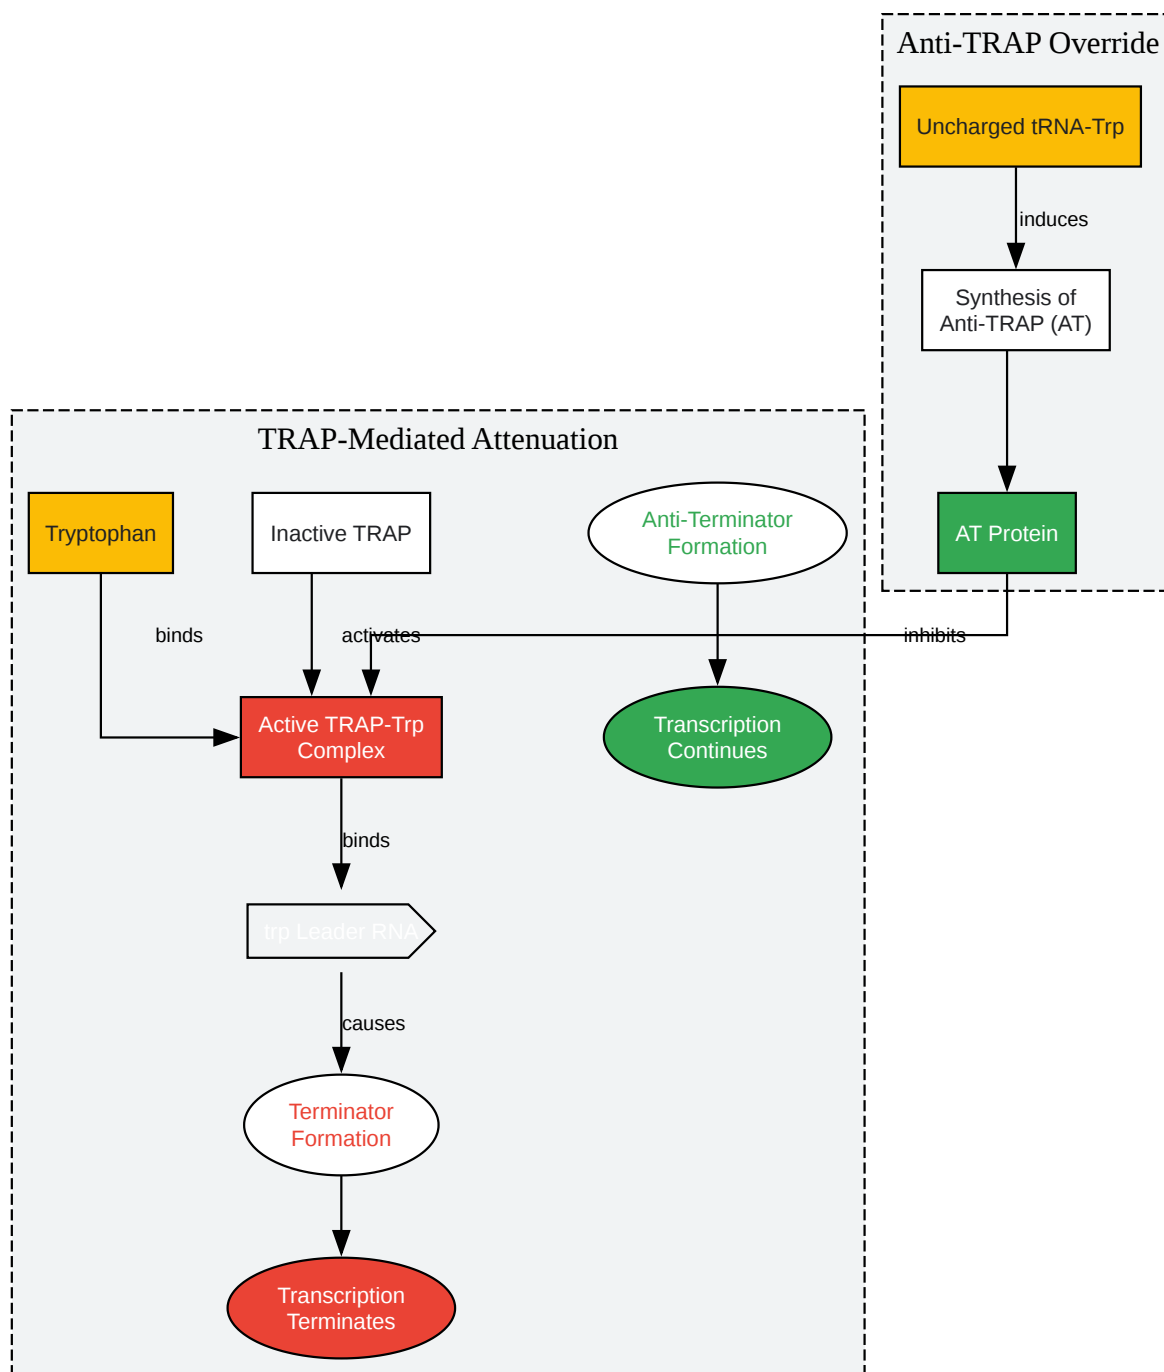 Anti-TRAP Override
Uncharged tRNA-Trp
induces
Synthesis of
Anti-TRAP (AT)
AT Protein
inhibits
TRAP-Mediated Attenuation
Tryptophan
Inactive TRAP
Anti-Terminator
Formation
binds
activates
Active TRAP-Trp
Complex
Transcription
Continues
binds
trp Leader RNA
causes
Terminator
Formation
Transcription
Terminates